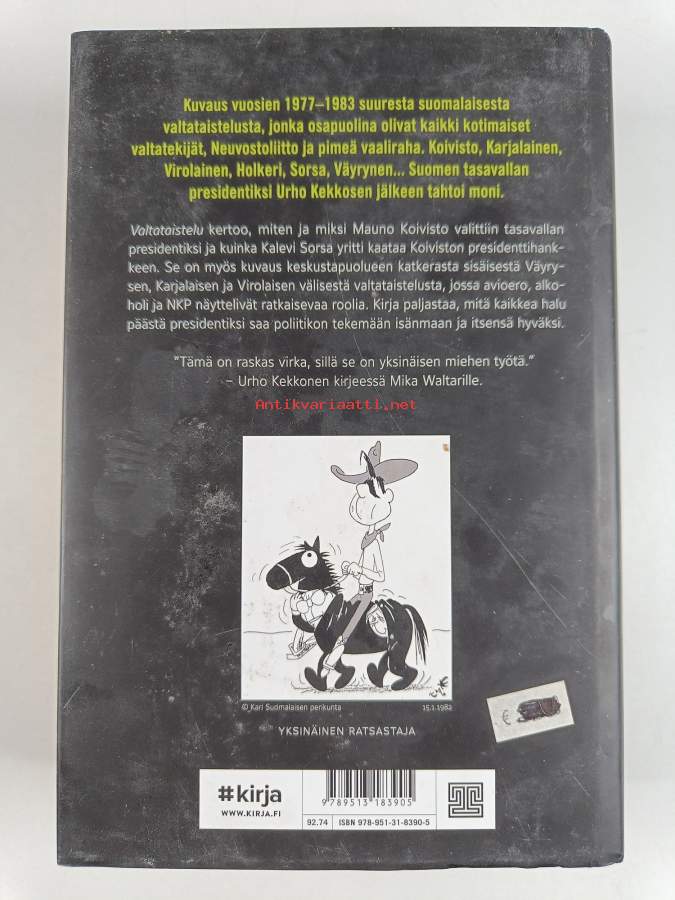 Kuvaus vuosien 1977–1983 suuresta suomalaisesta
valtataistelusta, jonka osapuolina olivat kaikki kotimaiset
valtatekijät, Neuvostoliitto ja pimeä vaaliraha. Koivisto, Karjalainen,
Virolainen, Holkeri, Sorsa, Väyrynen... Suomen tasavallan
presidentiksi Urho Kekkosen jälkeen tahtoi moni.
Valtataistelu kertoo, miten ja miksi Mauno Koivisto valittiin tasavallan
presidentiksi ja kuinka Kalevi Sorsa yritti kaataa Koiviston presidenttihank-
keen. Se on myös kuvaus keskustapuolueen katkerasta sisäisestä Väyry-
sen, Karjalaisen ja Virolaisen välisestä valtataistelusta, jossa avioero, alko-
holi ja NKP näyttelivät ratkaisevaa roolia. Kirja paljastaa, mitä kaikkea halu
päästä presidentiksi saa poliitikon tekemään isänmaan ja itsensä hyväksi.
"Tämä on raskas virka, sillä se on yksinäisen miehen työtä."
– Urho Kekkonen kirjeessä Mika Waltarille.
Antikvariaatti.net
© Kari Suomalaisen perikunta 15.1.1982
YKSINÄINEN RATSASTAJA
#kirja
WWW.KIRJA.FI
9 789513 183905
92.74 ISBN 978-951-31-8390-5